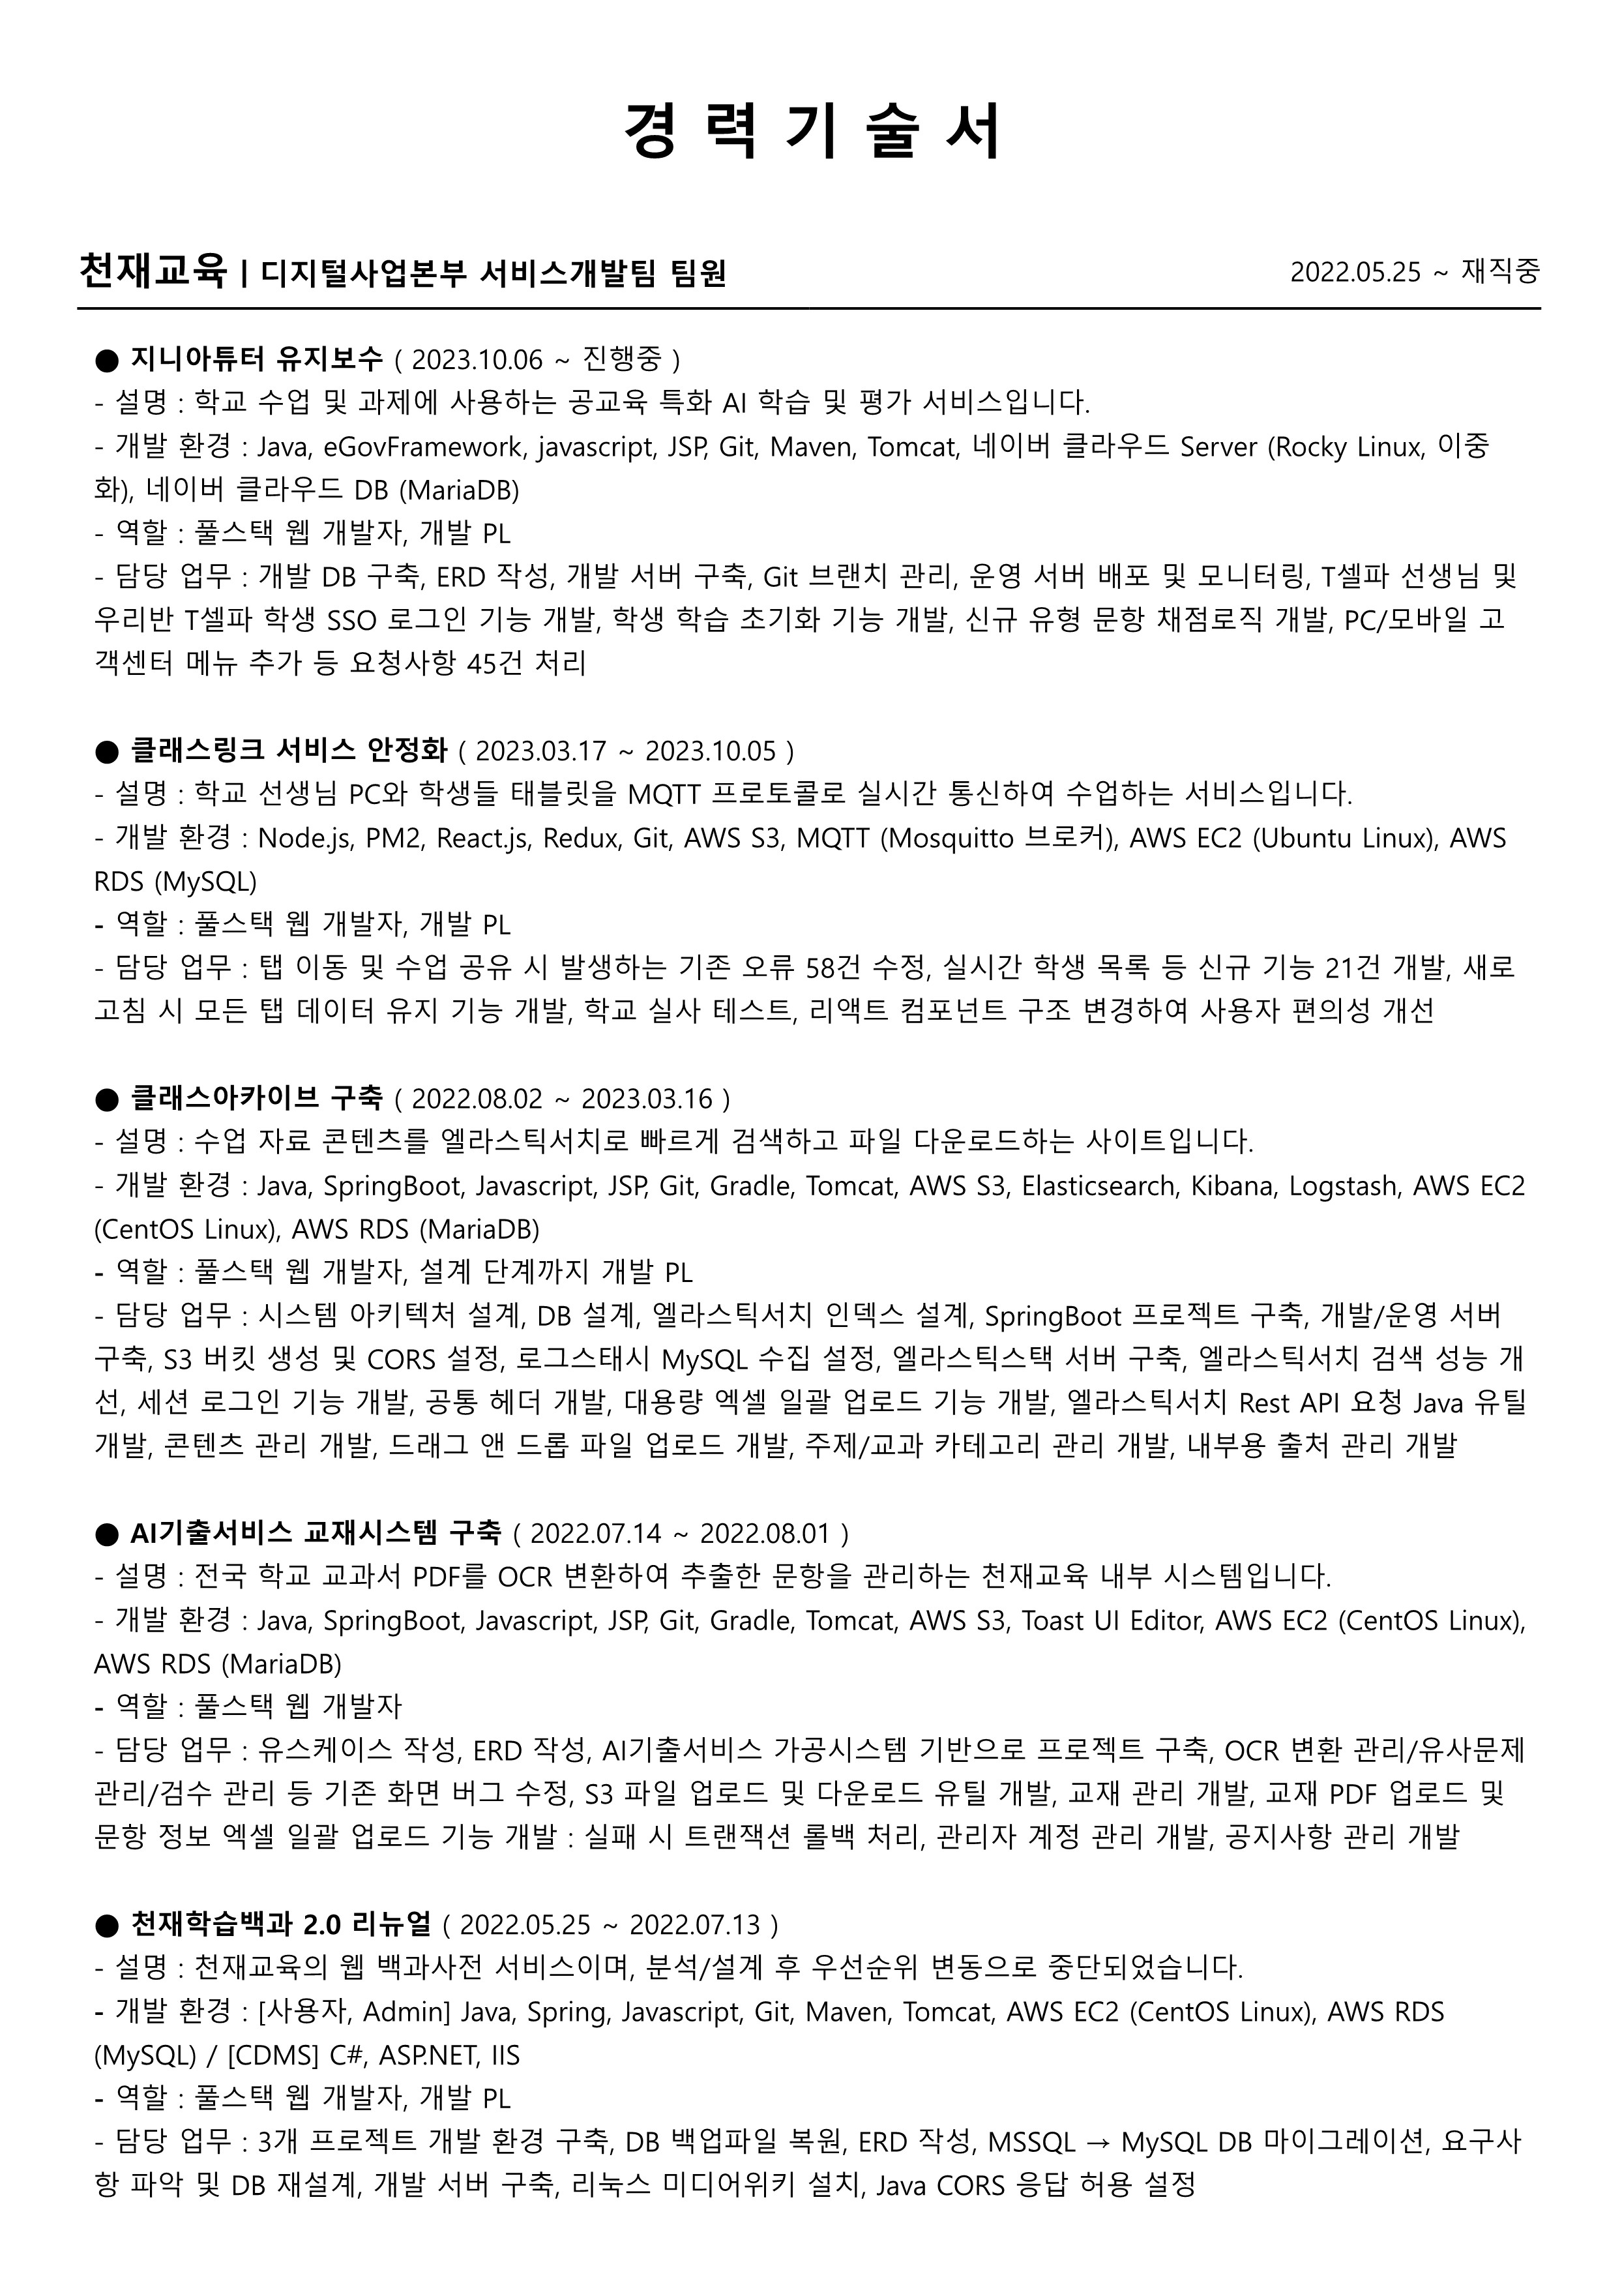 경 력 기 술 서
천재교육 | 디지털사업본부 서비스개발팀 팀원 2022.05.25 ~ 재직중
● 지니아튜터 유지보수 ( 2023.10.06 ~ 진행중 )
- 설명 : 학교 수업 및 과제에 사용하는 공교육 특화 AI 학습 및 평가 서비스입니다.
- 개발 환경 : Java, eGovFramework, javascript, JSP, Git, Maven, Tomcat, 네이버 클라우드 Server (Rocky Linux, 이중
화), 네이버 클라우드 DB (MariaDB)
- 역할 : 풀스택 웹 개발자, 개발 PL
- 담당 업무 : 개발 DB 구축, ERD 작성, 개발 서버 구축, Git 브랜치 관리, 운영 서버 배포 및 모니터링, T셀파 선생님 및
우리반 T셀파 학생 SSO 로그인 기능 개발, 학생 학습 초기화 기능 개발, 신규 유형 문항 채점로직 개발, PC/모바일 고
객센터 메뉴 추가 등 요청사항 45건 처리
● 클래스링크 서비스 안정화 ( 2023.03.17 ~ 2023.10.05 )
- 설명 : 학교 선생님 PC와 학생들 태블릿을 MQTT 프로토콜로 실시간 통신하여 수업하는 서비스입니다.
- 개발 환경 : Node.js, PM2, React.js, Redux, Git, AWS S3, MQTT (Mosquitto 브로커), AWS EC2 (Ubuntu Linux), AWS
RDS (MySQL)
- 역할 : 풀스택 웹 개발자, 개발 PL
- 담당 업무 : 탭 이동 및 수업 공유 시 발생하는 기존 오류 58건 수정, 실시간 학생 목록 등 신규 기능 21건 개발, 새로
고침 시 모든 탭 데이터 유지 기능 개발, 학교 실사 테스트, 리액트 컴포넌트 구조 변경하여 사용자 편의성 개선
● 클래스아카이브 구축 ( 2022.08.02 ~ 2023.03.16 )
- 설명 : 수업 자료 콘텐츠를 엘라스틱서치로 빠르게 검색하고 파일 다운로드하는 사이트입니다.
- 개발 환경 : Java, SpringBoot, Javascript, JSP, Git, Gradle, Tomcat, AWS S3, Elasticsearch, Kibana, Logstash, AWS EC2
(CentOS Linux), AWS RDS (MariaDB)
- 역할 : 풀스택 웹 개발자, 설계 단계까지 개발 PL
- 담당 업무 : 시스템 아키텍처 설계, DB 설계, 엘라스틱서치 인덱스 설계, SpringBoot 프로젝트 구축, 개발/운영 서버
구축, S3 버킷 생성 및 CORS 설정, 로그스태시 MySQL 수집 설정, 엘라스틱스택 서버 구축, 엘라스틱서치 검색 성능 개
선, 세션 로그인 기능 개발, 공통 헤더 개발, 대용량 엑셀 일괄 업로드 기능 개발, 엘라스틱서치 Rest API 요청 Java 유틸
개발, 콘텐츠 관리 개발, 드래그 앤 드롭 파일 업로드 개발, 주제/교과 카테고리 관리 개발, 내부용 출처 관리 개발
● AI기출서비스 교재시스템 구축 ( 2022.07.14 ~ 2022.08.01 )
- 설명 : 전국 학교 교과서 PDF를 OCR 변환하여 추출한 문항을 관리하는 천재교육 내부 시스템입니다.
- 개발 환경 : Java, SpringBoot, Javascript, JSP, Git, Gradle, Tomcat, AWS S3, Toast UI Editor, AWS EC2 (CentOS Linux),
AWS RDS (MariaDB)
- 역할 : 풀스택 웹 개발자
- 담당 업무 : 유스케이스 작성, ERD 작성, AI기출서비스 가공시스템 기반으로 프로젝트 구축, OCR 변환 관리/유사문제
관리/검수 관리 등 기존 화면 버그 수정, S3 파일 업로드 및 다운로드 유틸 개발, 교재 관리 개발, 교재 PDF 업로드 및
문항 정보 엑셀 일괄 업로드 기능 개발 : 실패 시 트랜잭션 롤백 처리, 관리자 계정 관리 개발, 공지사항 관리 개발
● 천재학습백과 2.0 리뉴얼 ( 2022.05.25 ~ 2022.07.13 )
- 설명 : 천재교육의 웹 백과사전 서비스이며, 분석/설계 후 우선순위 변동으로 중단되었습니다.
- 개발 환경 : [사용자, Admin] Java, Spring, Javascript, Git, Maven, Tomcat, AWS EC2 (CentOS Linux), AWS RDS
(MySQL) / [CDMS] C#, ASP.NET, IIS
- 역할 : 풀스택 웹 개발자, 개발 PL
- 담당 업무 : 3개 프로젝트 개발 환경 구축, DB 백업파일 복원, ERD 작성, MSSQL → MySQL DB 마이그레이션, 요구사
항 파악 및 DB 재설계, 개발 서버 구축, 리눅스 미디어위키 설치, Java CORS 응답 허용 설정